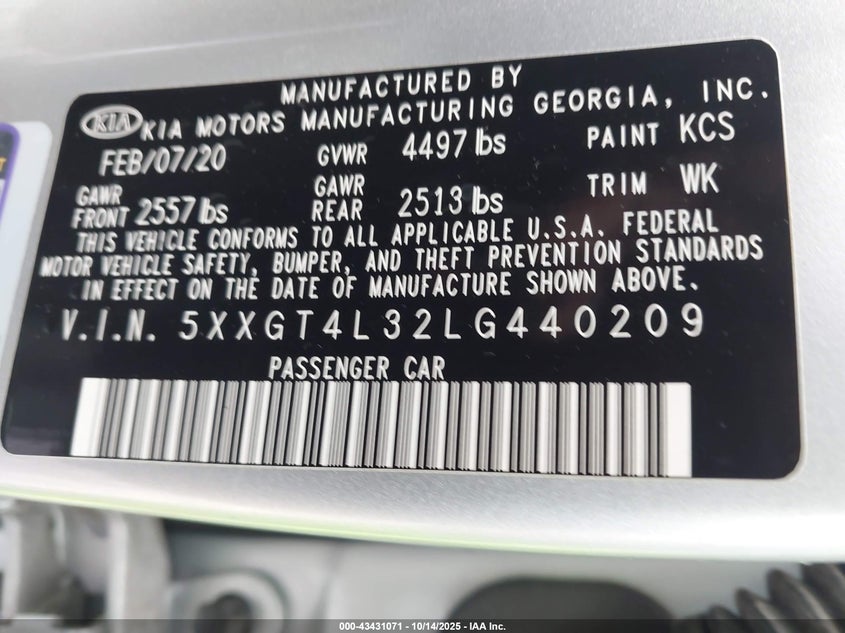 MANUFACTURED BY
KIA KIA MOTORS MANUFACTURING GEORGIA, INC.
FEB/07/20 GVWR 4497 lbs PAINT KCS
GAWR FRONT 2557 lbs GAWR REAR 2513 lbs TRIM WK
THIS VEHICLE CONFORMS TO ALL APPLICABLE U.S.A. FEDERAL
MOTOR VEHICLE SAFETY, BUMPER, AND THEFT PREVENTION STANDARDS
IN EFFECT ON THE DATE OF MANUFACTURE SHOWN ABOVE.
V.I.N. 5XXGT4L32LG440209
PASSENGER CAR
000-43431071 - 10/14/2025 - IAA Inc.